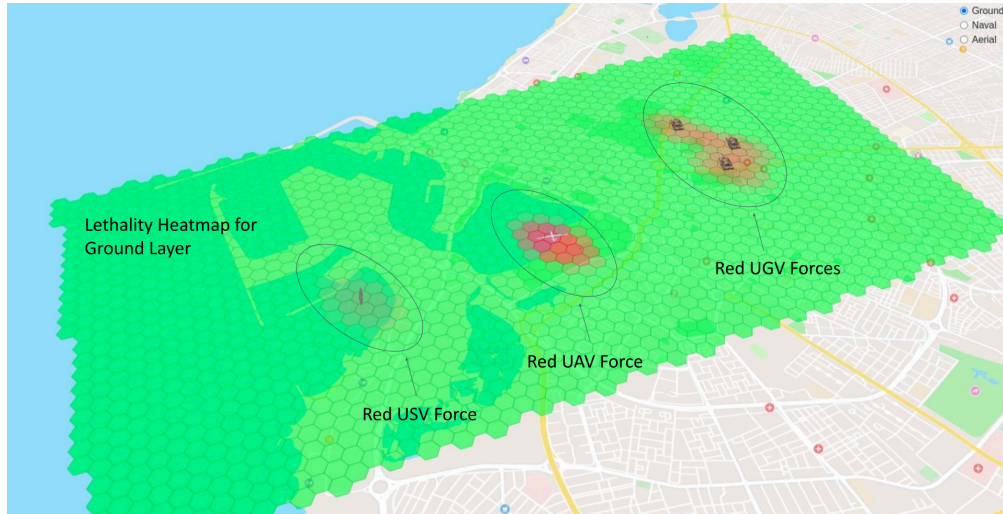 Ground
Naval
Aerial
Lethality Heatmap for
Ground Layer
Red UGV Forces
Red UAV Force
Red USV Force